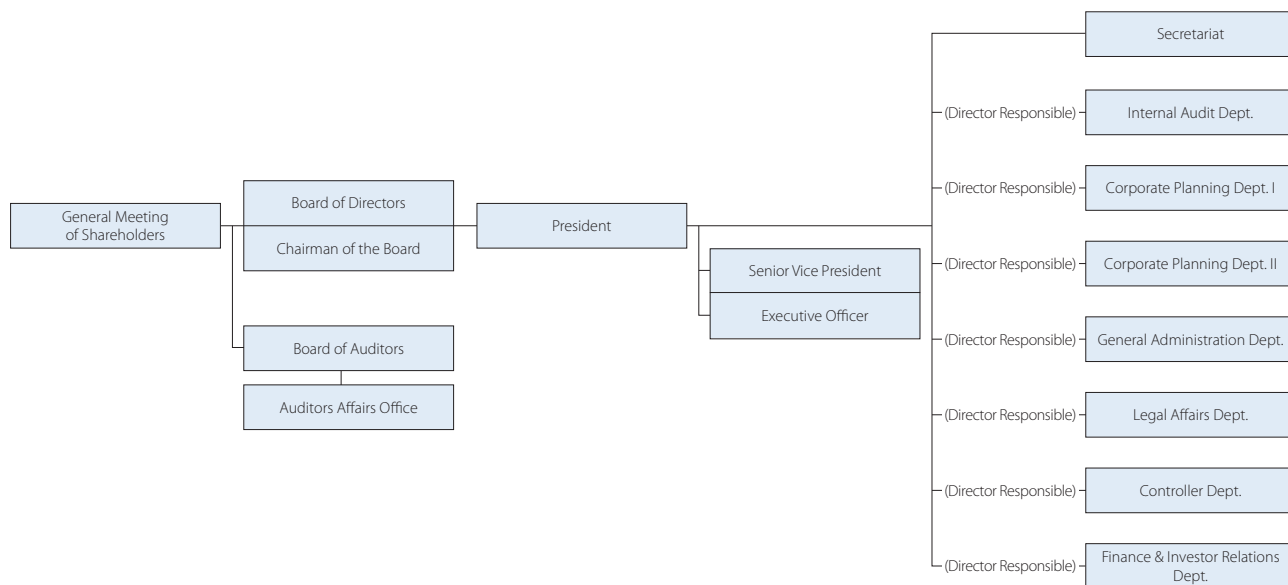 General Meeting
of Shareholders
Board of Directors
Chairman of the Board
Board of Auditors
Auditors Affairs Office
President
Senior Vice President
Executive Officer
Secretariat
(Director Responsible) Internal Audit Dept.
(Director Responsible) Corporate Planning Dept. I
(Director Responsible) Corporate Planning Dept. II
(Director Responsible) General Administration Dept.
(Director Responsible) Legal Affairs Dept.
(Director Responsible) Controller Dept.
(Director Responsible) Finance & Investor Relations
Dept.